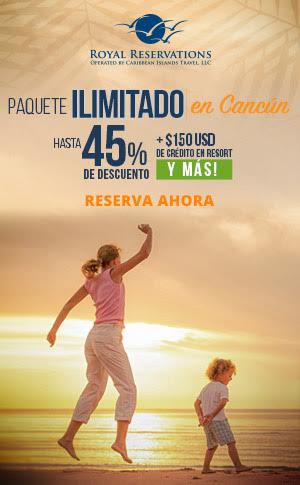 ROYAL RESERVATIONS
OPERATED BY CARIBBEAN ISLANDS TRAVEL, LLC
PAQUETE ILIMITADO en Cancún
HASTA 45% DE DESCUENTO
+ $150 USD
DE CRÉDITO EN RESORT
Y MÁS!
RESERVA AHORA